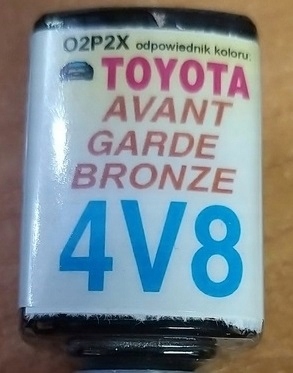 O2P2X odpowiednik koloru:
TOYOTA
AVANT
GARDE
BRONZE
4V8